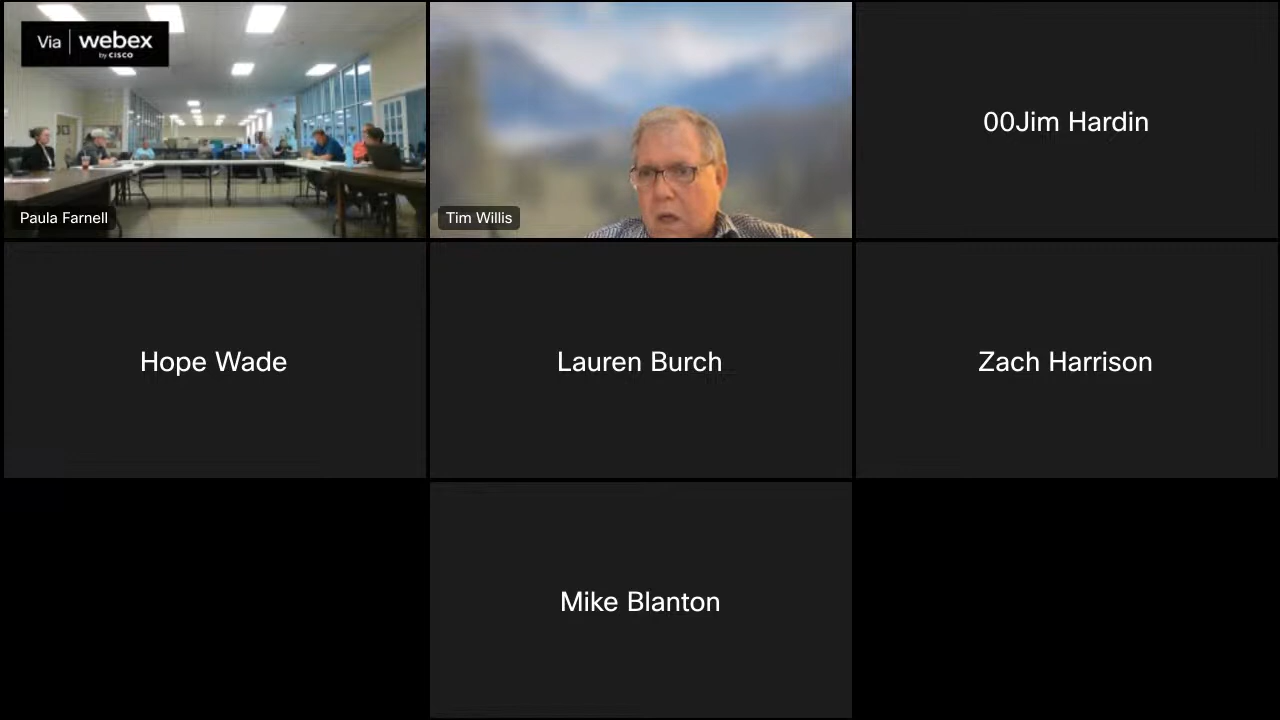 Via webex
by CISCO
Paula Farnell
Tim Willis
00Jim Hardin
Hope Wade
Lauren Burch
Zach Harrison
Mike Blanton